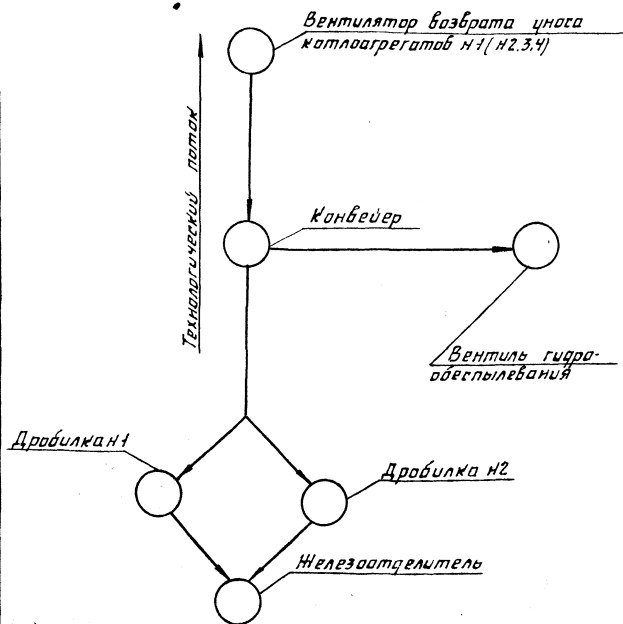 Вентилятор возврата уноса
котлоагрегатов н1(н2.3.4)
Технологический поток
Конвейер
Вентиль гидро-
обеспылевания
Дробилка н1
Дробилка н2
Железоотделитель